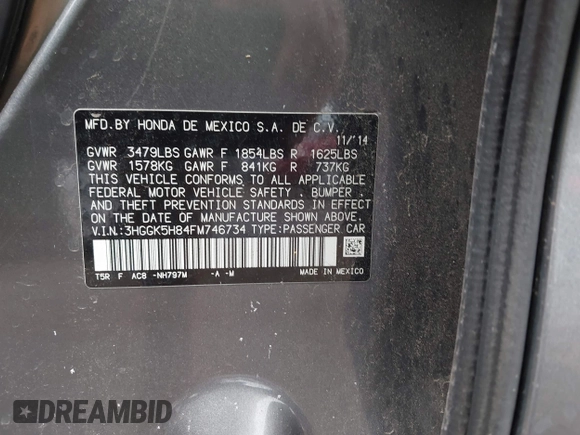 MFD.BY HONDA DE MEXICO S.A. DE C.V.
11/'14
GVWR 3479LBS GAWR F 1854LBS R 1625LBS
GVWR 1578KG GAWR F 841KG R 737KG
THIS VEHICLE CONFORMS TO ALL APPLICABLE
FEDERAL MOTOR VEHICLE SAFETY . BUMPER .
AND THEFT PREVENTION STANDARDS IN EFFECT
ON THE DATE OF MANUFACTURE SHOWN ABOVE.
V.I.N.:3HGGK5H84FM746734 TYPE:PASSENGER CAR
T5R F AC8 -NH797M -A -M MADE IN MEXICO
DREAMBID